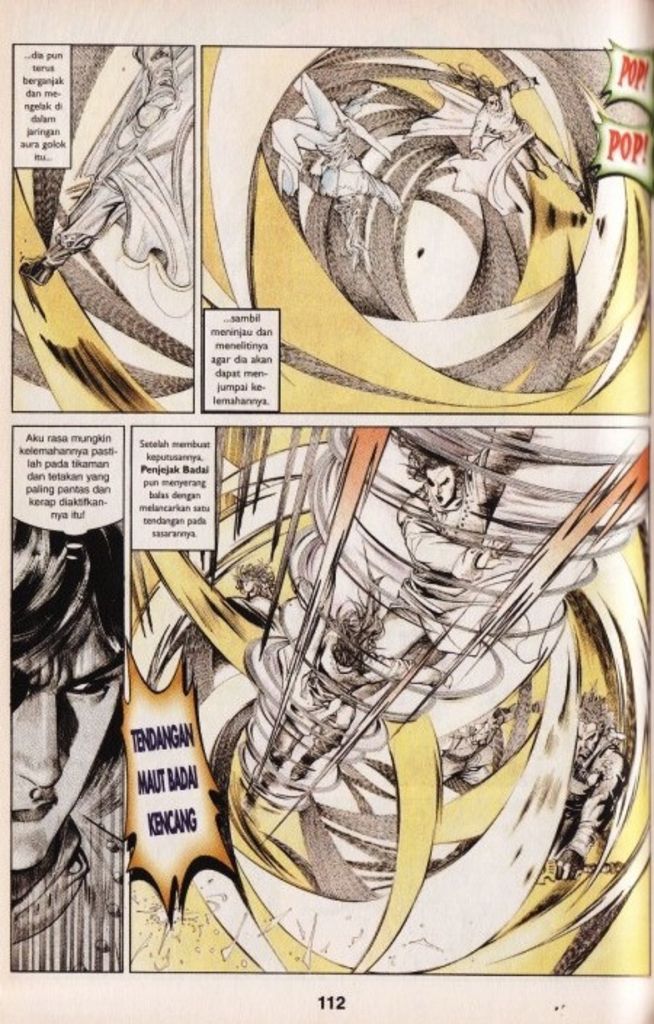 ...dia pun
terus
berganjak
dan me-
ngelak di
dalam
jaringan
aura golok
itu...
POP!
POP!
...sambil
meninjau dan
menelitinya
agar dia akan
dapat men-
jumpai ke-
lemahannya.
Aku rasa mungkin
kelemahannya pasti-
lah pada tikaman
dan tetakan yang
paling pantas dan
kerap diaktifkan-
nya itu!
Setelah membuat
keputusannya,
Penjejak Badai
pun menyerang
balas dengan
melancarkan satu
tendangan pada
sasarannya.
TENDANGAN
MAUT BADAI
KENCANG
112